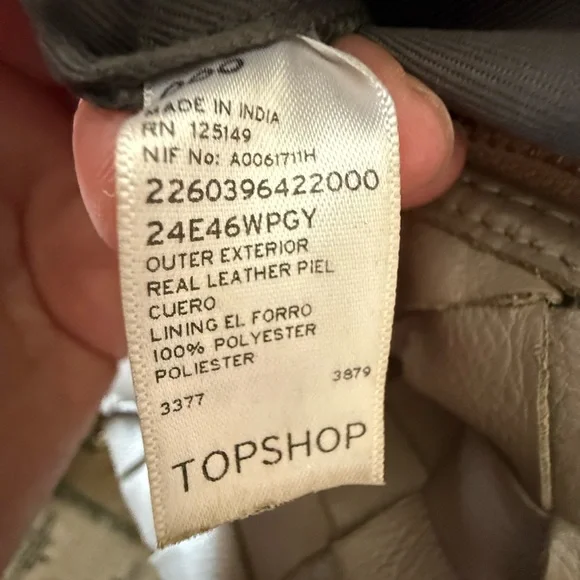 MADE IN INDIA
RN 125149
NIF No: A0061711H
2260396422000
24E46WPGY
OUTER EXTERIOR
REAL LEATHER PIEL
CUERO
LINING EL FORRO
100% POLYESTER
POLIESTER
3879
3377
TOPSHOP